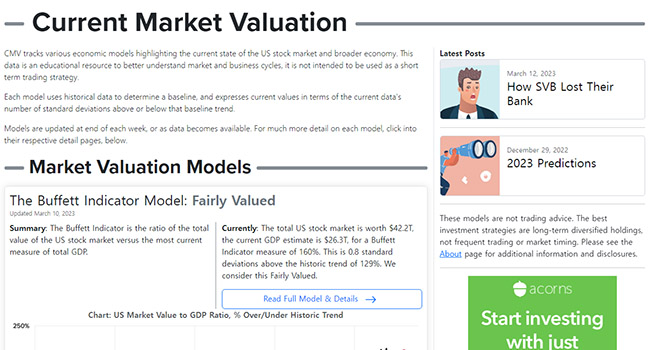 Current Market Valuation
CMV tracks various economic models highlighting the current state of the US stock market and broader economy. This
data is an educational resource to better understand market and business cycles, it is not intended to be used as a short
term trading strategy.
Each model uses historical data to determine a baseline, and expresses current values in terms of the current data's
number of standard deviations above or below that baseline trend.
Models are updated at end of each week, or as data becomes available. For much more detail on each model, click into
their respective detail pages, below.
Market Valuation Models
The Buffett Indicator Model: Fairly Valued
Updated March 10, 2023
Summary: The Buffett Indicator is the ratio of the total
value of the US stock market versus the most current
measure of total GDP.
Currently: The total US stock market is worth $42.2T,
the current GDP estimate is $26.3T, for a Buffett
Indicator measure of 160%. This is 0.8 standard
deviations above the historic trend of 129%. We
consider this Fairly Valued.
Read Full Model & Details
Chart: US Market Value to GDP Ratio, % Over/Under Historic Trend
250%
Latest Posts
March 12, 2023
How SVB Lost Their
Bank
December 29, 2022
2023 Predictions
These models are not trading advice. The best
investment strategies are long-term diversified holdings,
not frequent trading or market timing. Please see the
About page for additional information and disclosures.
acorns
Start investing
with just